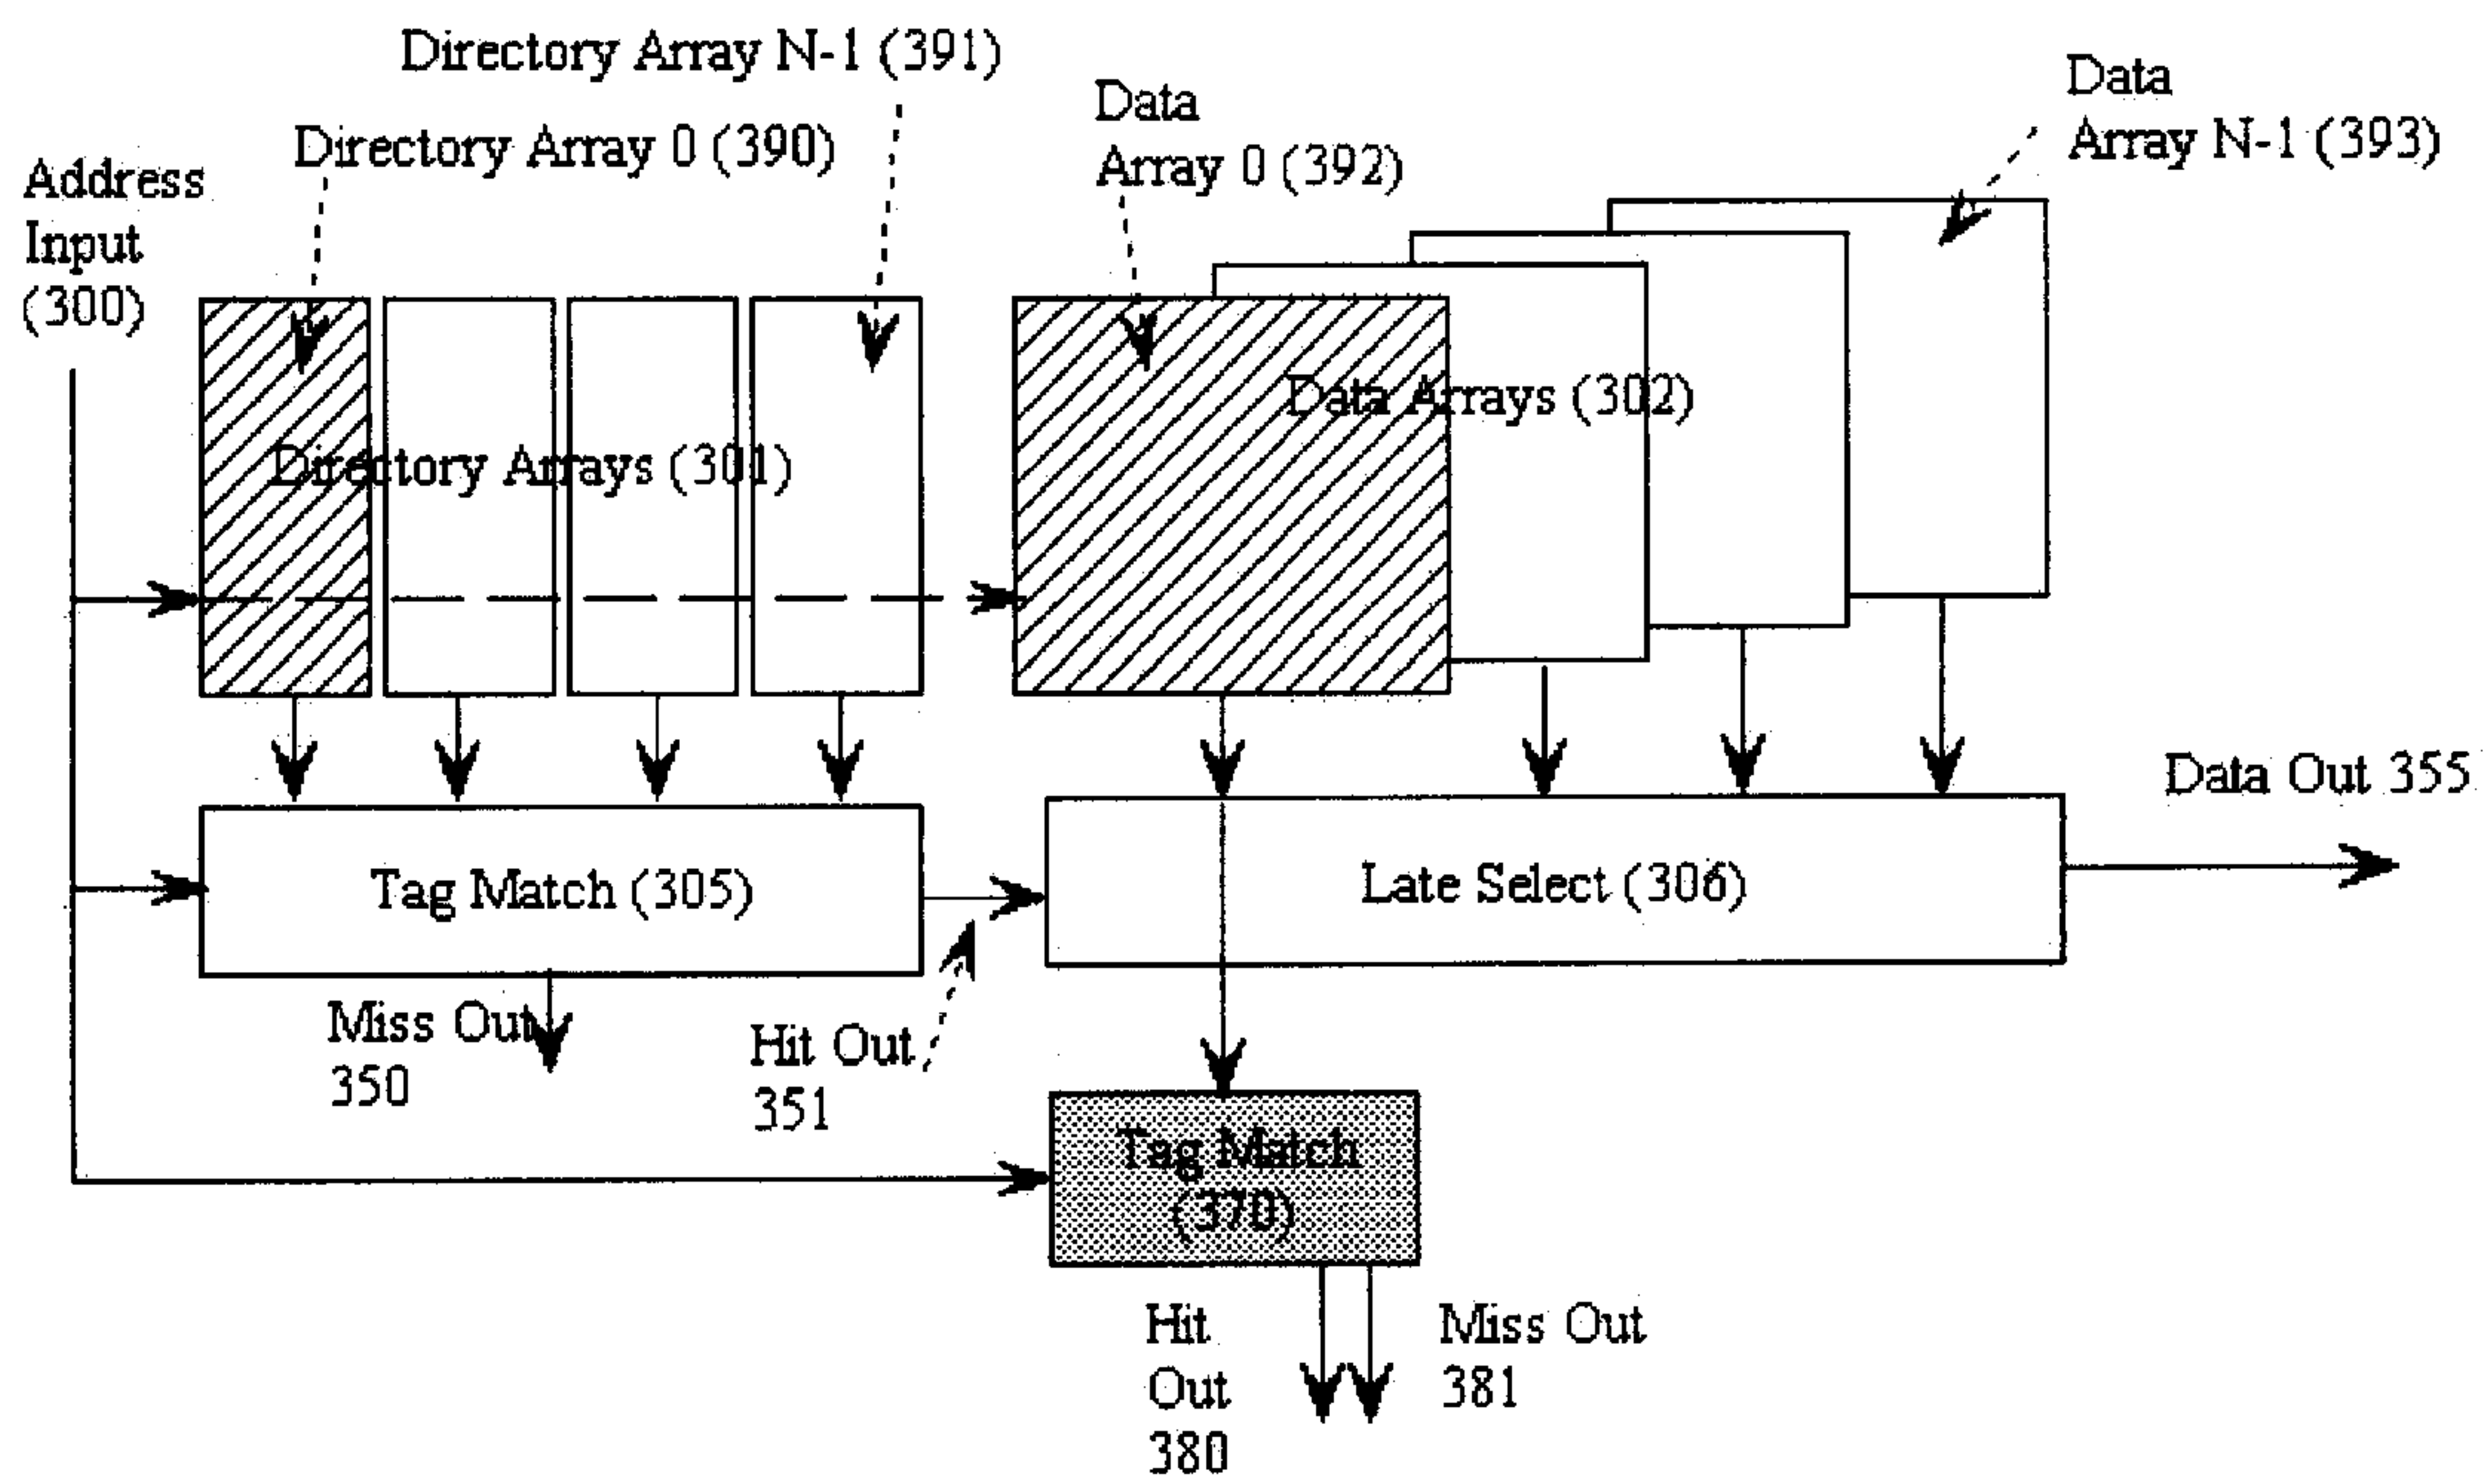 Directory Array N-1 (391)
Directory Array 0 (390)
Address
Input
(300)
Data
Array 0 (392)
Data
Array N-1 (393)
Directory Arrays (301)
Data Arrays (302)
Tag Match (305)
Late Select (306)
Data Out 355
Miss Out
350
Hit Out
351
Tag Match
(370)
Hit
Out
380
Miss Out
381